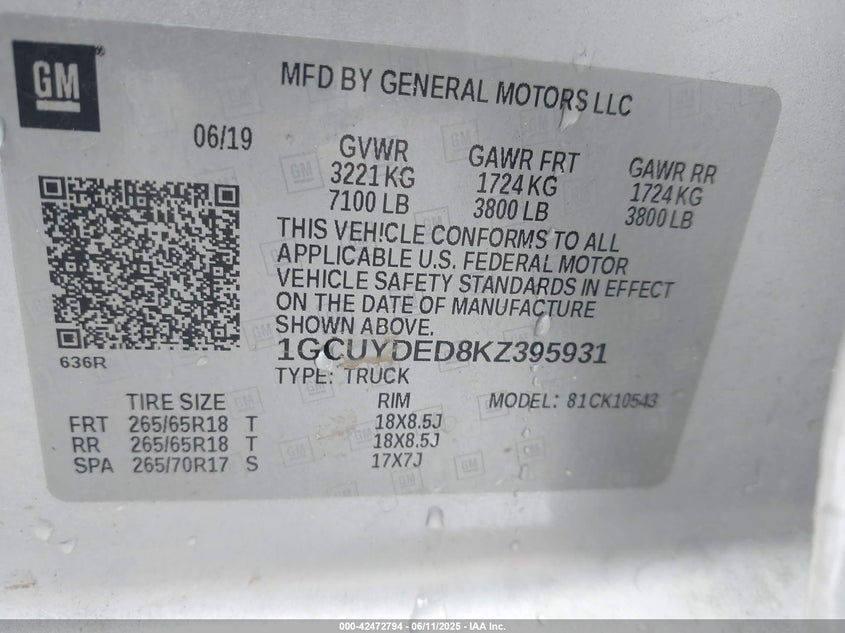 GM
MFD BY GENERAL MOTORS LLC
06/19
GVWR
3221 KG
7100 LB
GAWR FRT
1724 KG
3800 LB
GAWR RR
1724 KG
3800 LB
THIS VEHICLE CONFORMS TO ALL
APPLICABLE U.S. FEDERAL MOTOR
VEHICLE SAFETY STANDARDS IN EFFECT
ON THE DATE OF MANUFACTURE
SHOWN ABOVE.
636R
1GCUYDED8KZ395931
TYPE: TRUCK
MODEL: 81CK10543
TIRE SIZE RIM
FRT 265/65R18 T 18X8.5J
RR 265/65R18 T 18X8.5J
SPA 265/70R17 S 17X7J
000-42472794 - 06/11/2025 - IAA Inc.